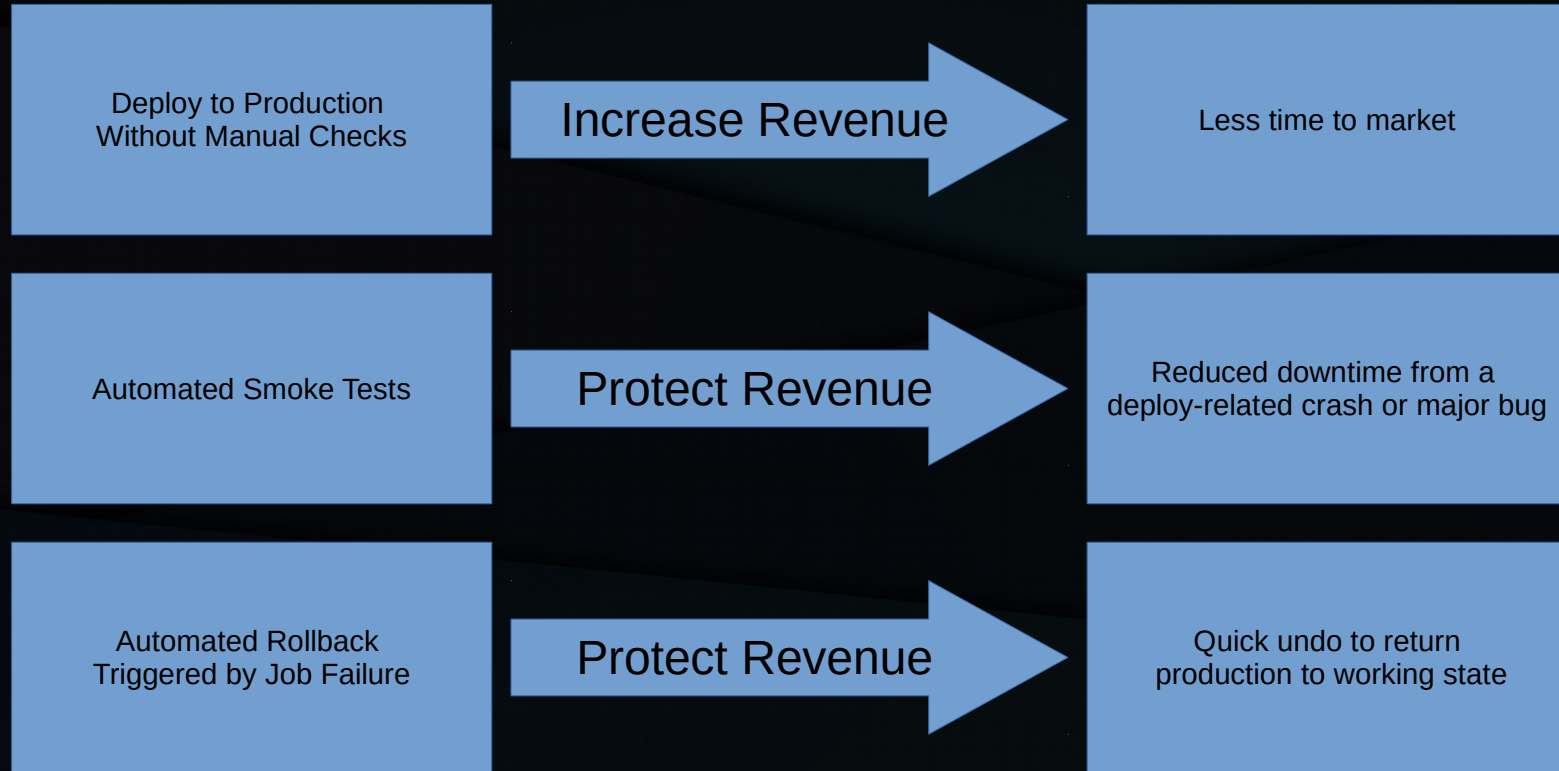 Deploy to Production
Without Manual Checks
Increase Revenue
Less time to market
Automated Smoke Tests
Protect Revenue
Reduced downtime from a
deploy-related crash or major bug
Automated Rollback
Triggered by Job Failure
Protect Revenue
Quick undo to return
production to working state